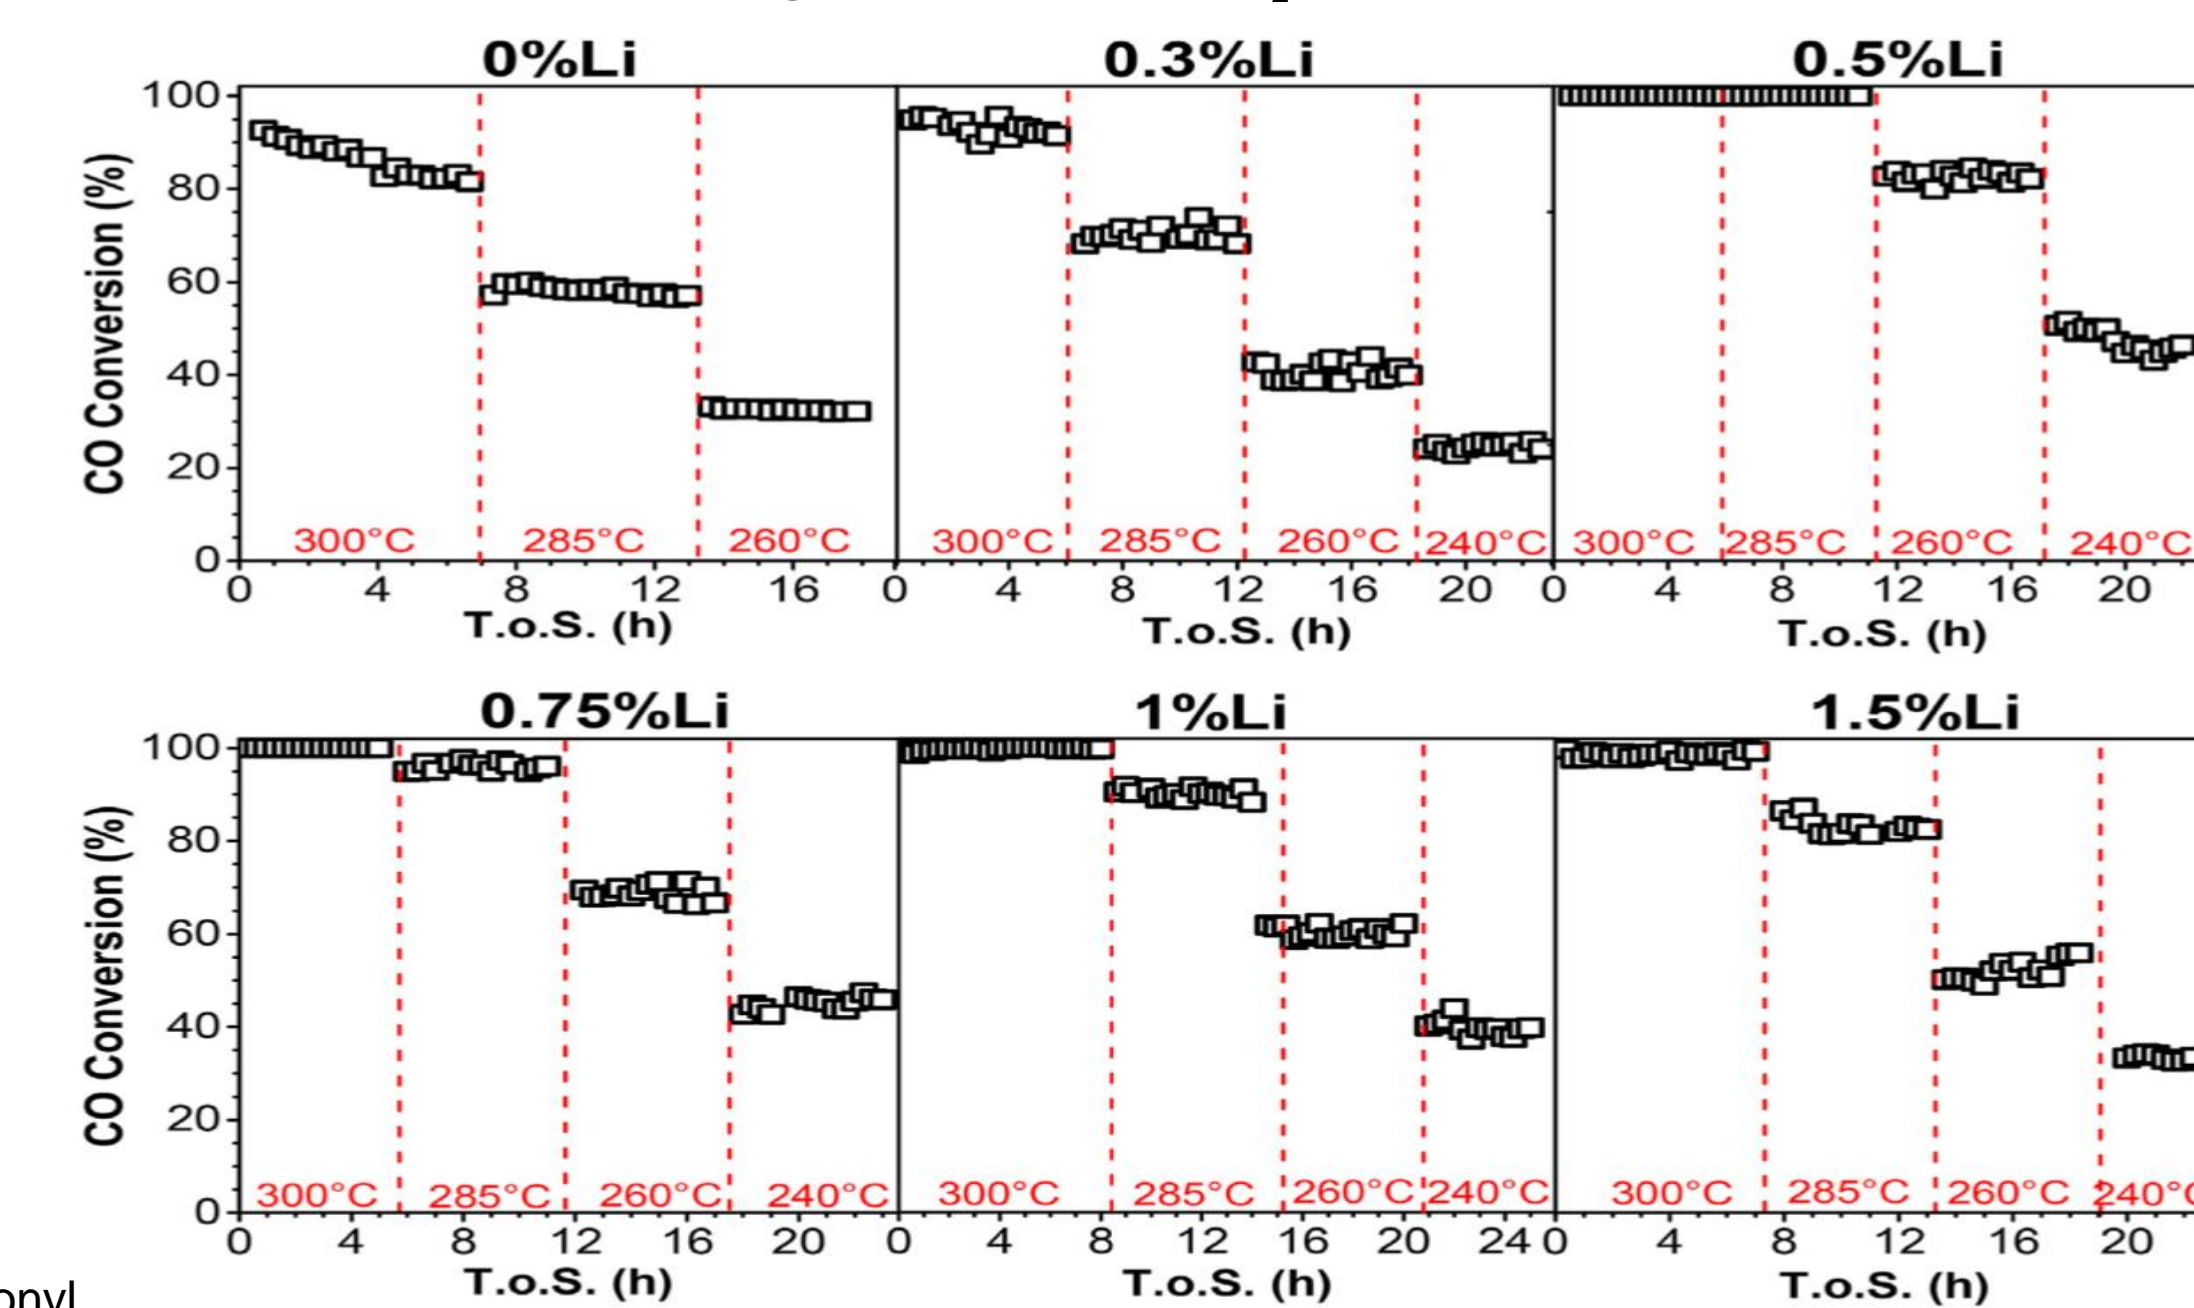 0%Li 0.3%Li 0.5%Li
CO Conversion (%)
100
80
60
40
20
0
300°C 285°C 260°C 300°C 285°C 260°C 240°C 300°C 285°C 260°C 240°C
0 4 8 12 16 0 4 8 12 16 20 0 4 8 12 16 20
T.o.S. (h) T.o.S. (h) T.o.S. (h)
0.75%Li 1%Li 1.5%Li
CO Conversion (%)
100
80
60
40
20
0
300°C 285°C 260°C 240°C 300°C 285°C 260°C 240°C 300°C 285°C 260°C 240°C
0 4 8 12 16 20 0 4 8 12 16 20 24 0 4 8 12 16 20
T.o.S. (h) T.o.S. (h) T.o.S. (h)
onyl